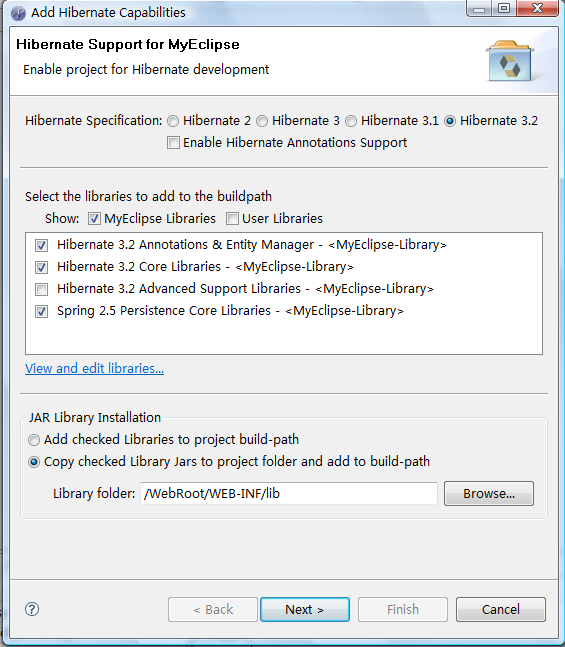 Add Hibernate Capabilities
Hibernate Support for MyEclipse
Enable project for Hibernate development
Hibernate Specification: Hibernate 2 Hibernate 3 Hibernate 3.1 Hibernate 3.2
Enable Hibernate Annotations Support
Select the libraries to add to the buildpath
Show: MyEclipse Libraries User Libraries
Hibernate 3.2 Annotations & Entity Manager - <MyEclipse-Library>
Hibernate 3.2 Core Libraries - <MyEclipse-Library>
Hibernate 3.2 Advanced Support Libraries - <MyEclipse-Library>
Spring 2.5 Persistence Core Libraries - <MyEclipse-Library>
View and edit libraries...
JAR Library Installation
Add checked Libraries to project build-path
Copy checked Library Jars to project folder and add to build-path
Library folder: /WebRoot/WEB-INF/lib Browse...
? < Back Next > Finish Cancel